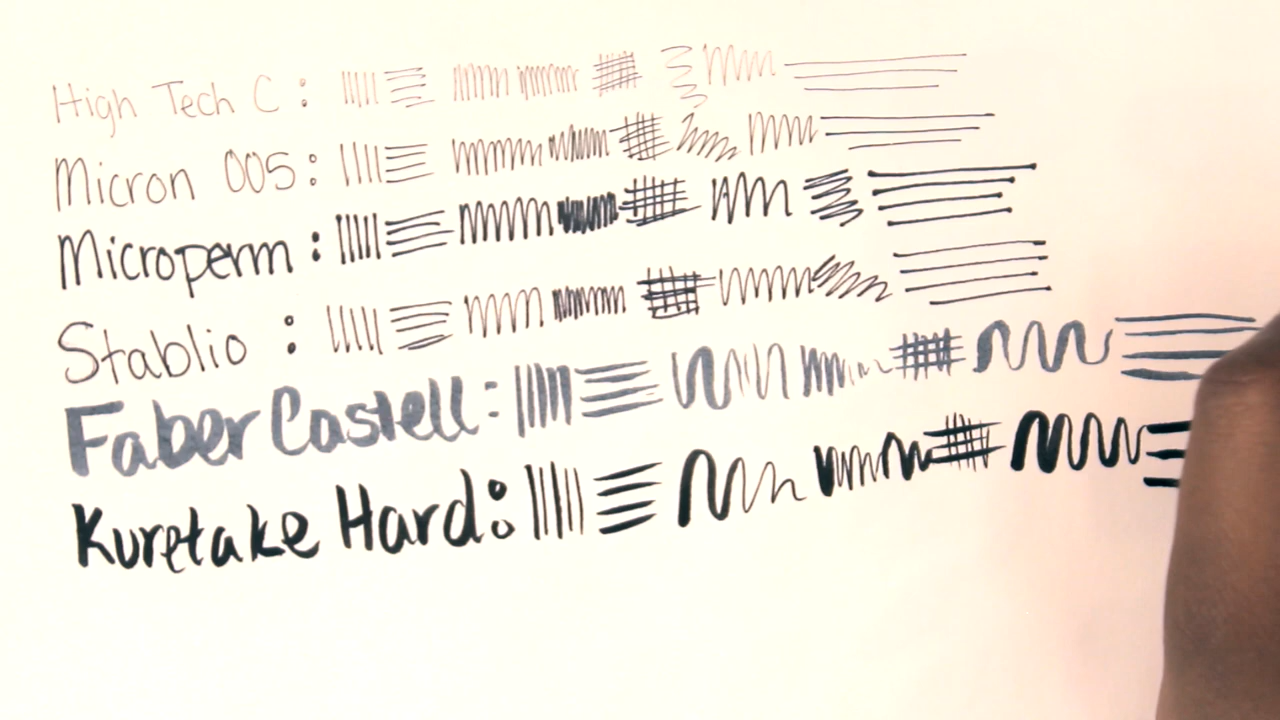 High Tech C:
Micron 005:
Microperm:
Stablio :
Faber Castell:
Kuretake Hard: